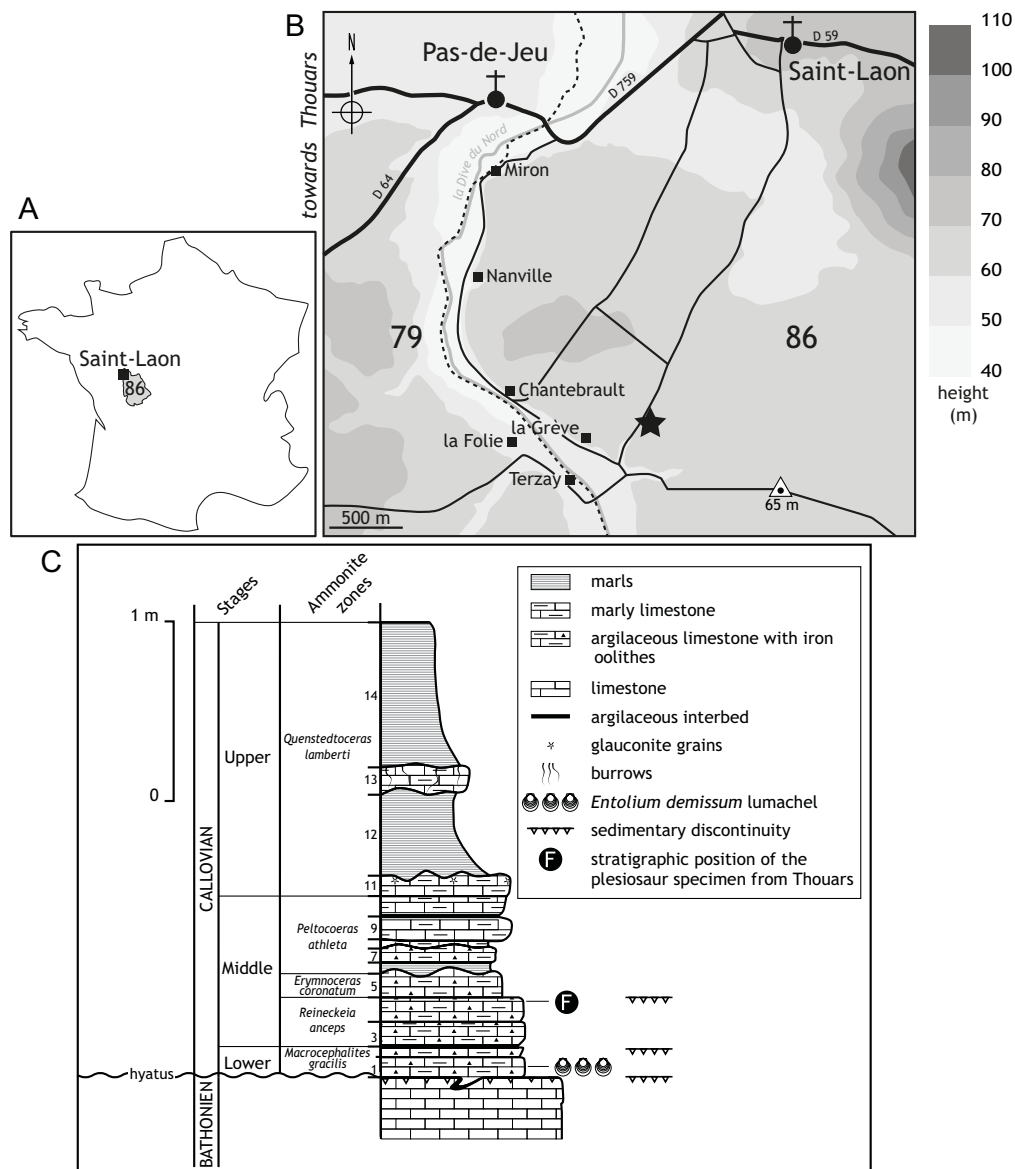 A
Saint-Laon
86
B
N
towards Thouars
Pas-de-Jeu
D 64
la Dive du Nord
D 759
D 59
Saint-Laon
Miron
Nanville
79
86
Chantebrault
la Grève
la Folie
Terzay
65 m
500 m
110
100
90
80
70
60
50
40
height
(m)
C
Stages
Ammonite
zones
1 m
0
CALLOVIAN
BATHONIEN
Upper
Middle
Lower
hyatus
Quenstedtoceras
lamberti
Peltocoeras
athleta
Erymnoceras
coronatum
Reineckeia
anceps
Macrocephalites
gracilis
14
13
12
11
9
7
5
3
1
F
marls
marly limestone
argilaceous limestone with iron
oolithes
limestone
argilaceous interbed
glauconite grains
burrows
Entolium demissum lumachel
sedimentary discontinuity
F
stratigraphic position of the
plesiosaur specimen from Thouars